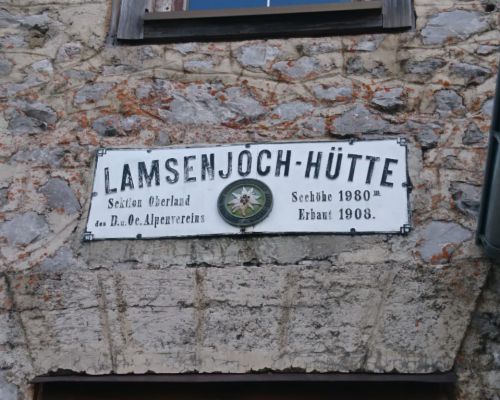 LAMSENJOCH-HÜTTE
Sektion Oberland Seehöhe 1980 m
des D. u. Oe. Alpenvereins Erbaut 1908.